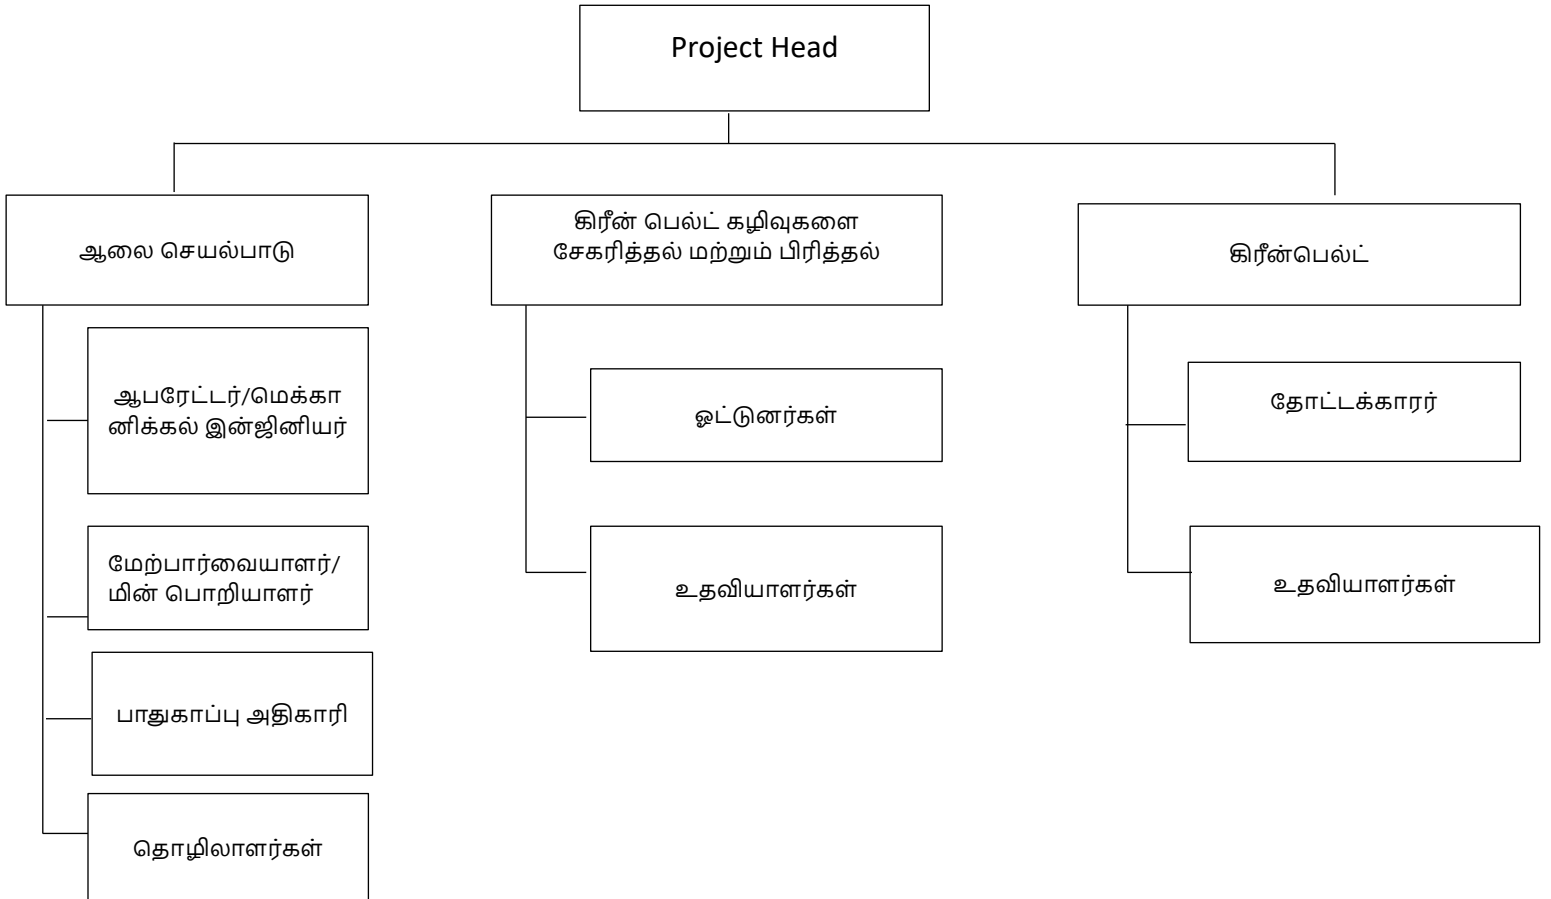 Project Head
ஆலை செயல்பாடு
கிரீன் பெல்ட் கழிவுகளை
சேகரித்தல் மற்றும் பிரித்தல்
கிரீன்பெல்ட்
ஆபரேட்டர்/மெக்கா
னிக்கல் இன்ஜினியர்
மேற்பார்வையாளர்/
மின் பொறியாளர்
பாதுகாப்பு அதிகாரி
தொழிலாளர்கள்
ஓட்டுனர்கள்
உதவியாளர்கள்
தோட்டக்காரர்
உதவியாளர்கள்